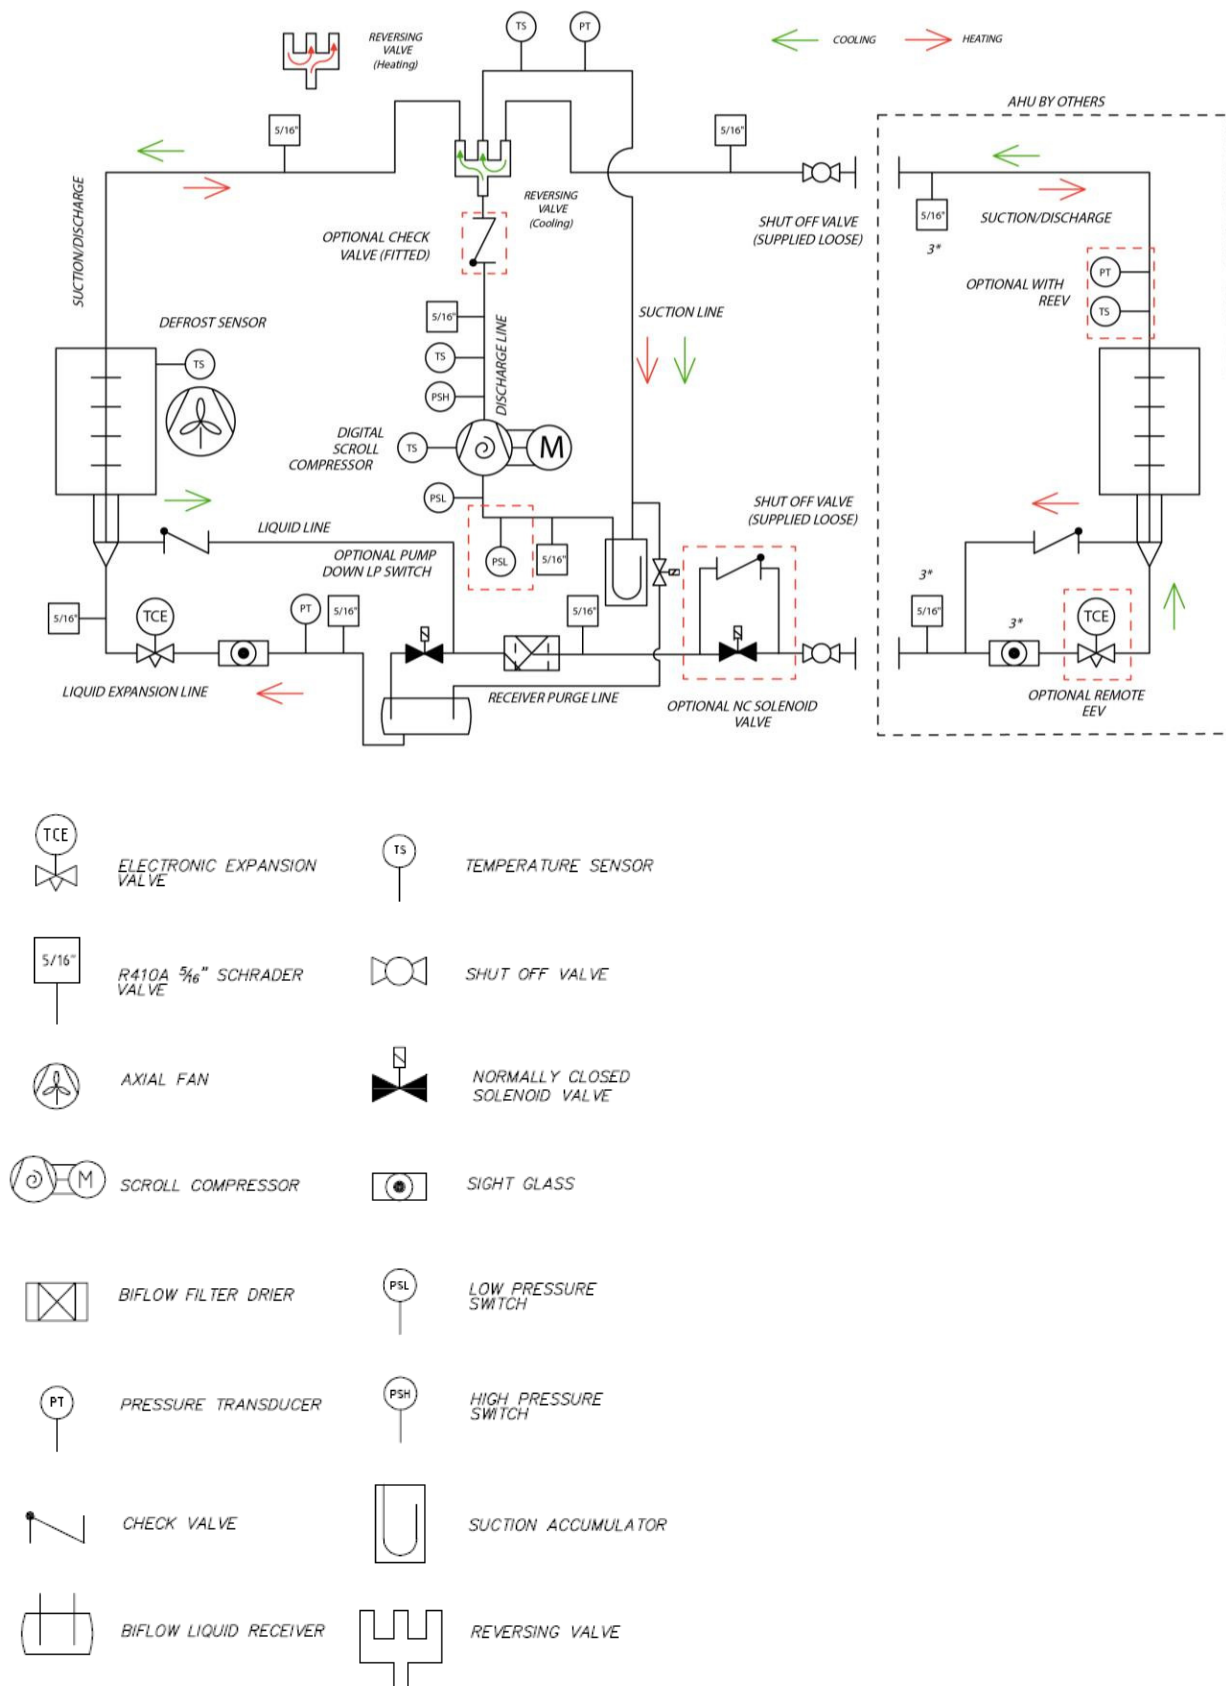 REVERSING
VALVE
(Heating)
TS
PT
COOLING
HEATING
AHU BY OTHERS
5/16"
5/16"
REVERSING
VALVE
(Cooling)
SHUT OFF VALVE
(SUPPLIED LOOSE)
5/16"
3*
SUCTION/DISCHARGE
SUCTION/DISCHARGE
OPTIONAL CHECK
VALVE (FITTED)
OPTIONAL WITH
REEV
PT
TS
DEFROST SENSOR
TS
5/16"
TS
PSH
DISCHARGE LINE
SUCTION LINE
DIGITAL
SCROLL
COMPRESSOR
TS
M
PSL
SHUT OFF VALVE
(SUPPLIED LOOSE)
LIQUID LINE
OPTIONAL PUMP
DOWN LP SWITCH
PSL
5/16"
5/16"
TCE
PT
5/16"
5/16"
3*
5/16"
3*
TCE
LIQUID EXPANSION LINE
RECEIVER PURGE LINE
OPTIONAL NC SOLENOID
VALVE
OPTIONAL REMOTE
EEV
TCE
ELECTRONIC EXPANSION
VALVE
TS
TEMPERATURE SENSOR
5/16"
R410A 5/16" SCHRADER
VALVE
SHUT OFF VALVE
AXIAL FAN
NORMALLY CLOSED
SOLENOID VALVE
M
SCROLL COMPRESSOR
SIGHT GLASS
BIFLOW FILTER DRIER
PSL
LOW PRESSURE
SWITCH
PT
PRESSURE TRANSDUCER
PSH
HIGH PRESSURE
SWITCH
CHECK VALVE
SUCTION ACCUMULATOR
BIFLOW LIQUID RECEIVER
REVERSING VALVE